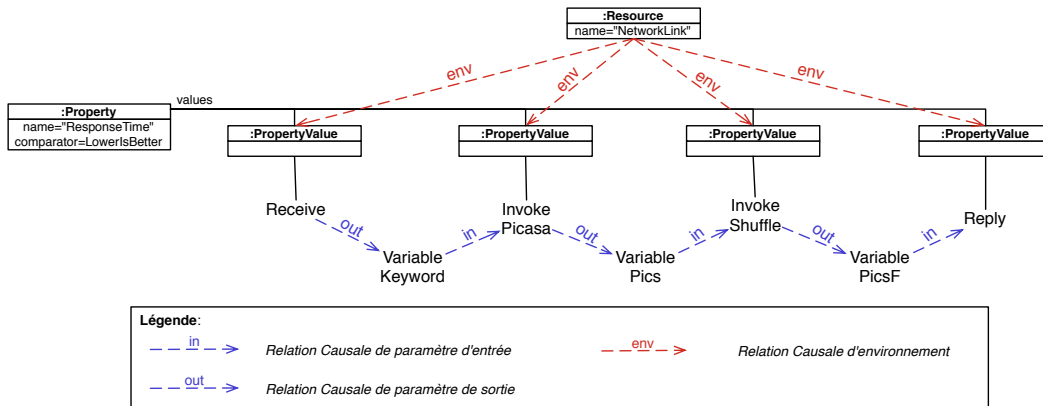 :Resource
name="NetworkLink"
env
env
env
env
values
:Property
name="ResponseTime"
comparator=LowerIsBetter
:PropertyValue
:PropertyValue
:PropertyValue
:PropertyValue
Receive
out
Variable
Keyword
in
Invoke
Picasa
out
Variable
Pics
in
Invoke
Shuffle
out
Variable
PicsF
in
Reply
Légende:
in
Relation Causale de paramètre d'entrée
env
Relation Causale d'environnement
out
Relation Causale de paramètre de sortie